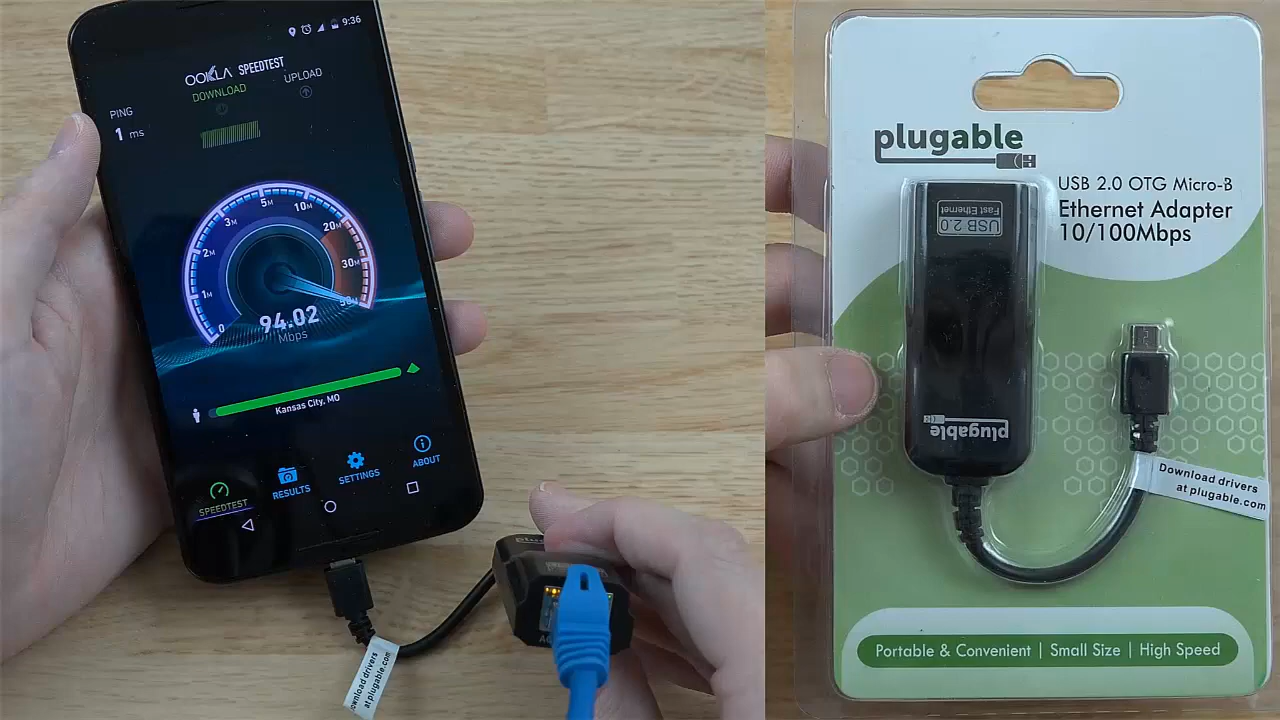 9:36
OOKLA SPEEDTEST
DOWNLOAD
UPLOAD
PING
1 ms
0
1M
2M
3M
5M
10M
20M
30M
50M
94.02
Mbps
Kansas City, MO
SPEEDTEST
RESULTS
SETTINGS
ABOUT
Download drivers
at plugable.com
plugable
USB 2.0 OTG Micro-B
Ethernet Adapter
10/100Mbps
USB 2.0
Fast Ethernet
plugable
Download drivers
at plugable.com
Portable & Convenient | Small Size | High Speed